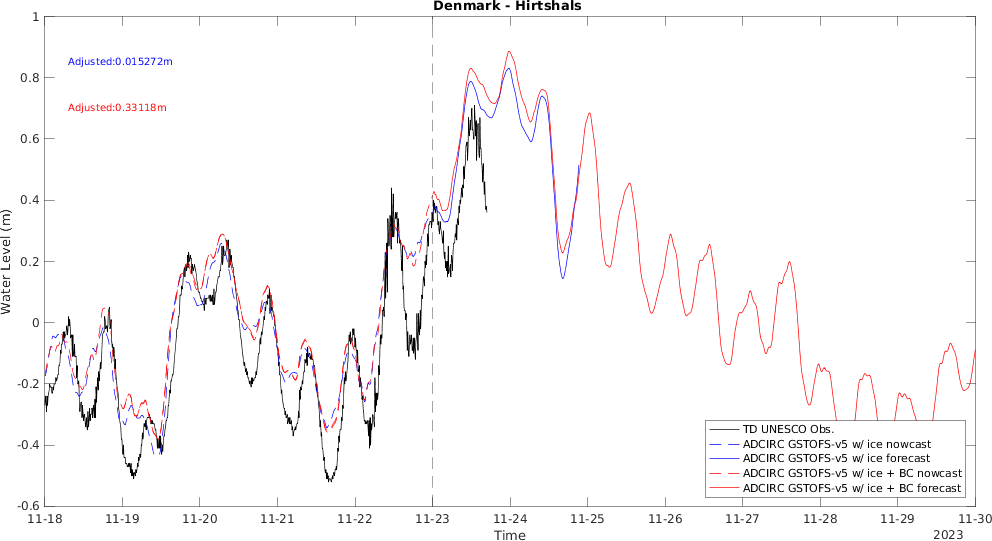 Denmark - Hirtshals
1
0.8
0.6
0.4
0.2
0
-0.2
-0.4
-0.6
Water Level (m)
Adjusted:0.015272m
Adjusted:0.33118m
TD UNESCO Obs.
ADCIRC GSTOFS-v5 w/ ice nowcast
ADCIRC GSTOFS-v5 w/ ice forecast
ADCIRC GSTOFS-v5 w/ ice + BC nowcast
ADCIRC GSTOFS-v5 w/ ice + BC forecast
11-18 11-19 11-20 11-21 11-22 11-23 11-24 11-25 11-26 11-27 11-28 11-29 11-30
Time
2023